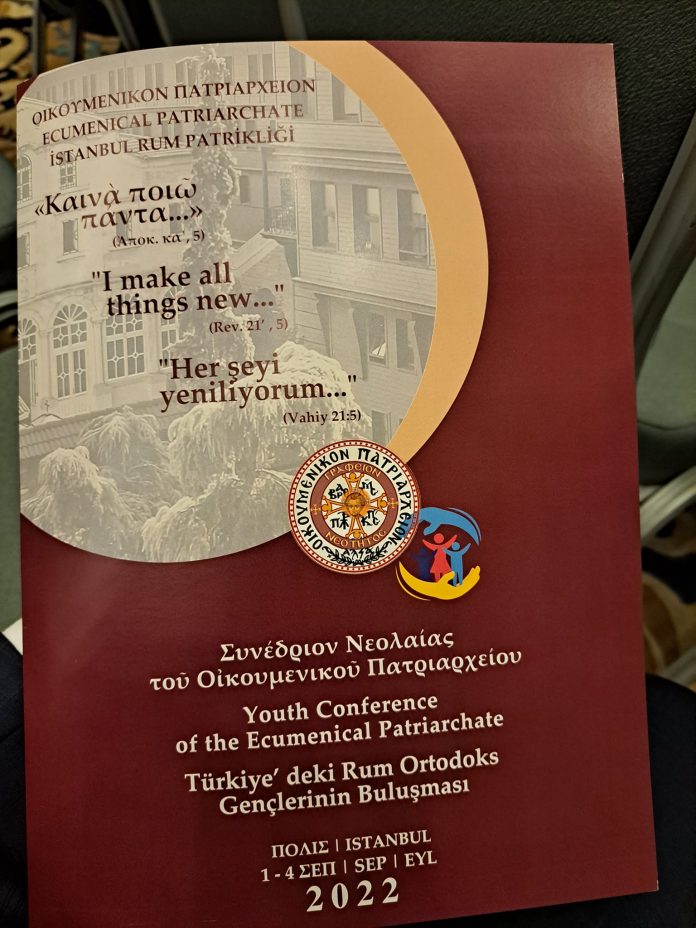 ΟΙΚΟΥΜΕΝΙΚΟΝ ΠΑΤΡΙΑΡΧΕΙΟΝ
ECUMENICAL PATRIARCHATE
İSTANBUL RUM PATRİKLİĞİ
«Καινὰ ποιῶ
πάντα...»
(Ἀποκ. κα΄, 5)
"I make all
things new..."
(Rev. 21' , 5)
"Her şeyi
yeniliyorum..."
(Vahiy 21:5)
ΟΙΚΟΥΜΕΝΙΚΟΝ ΠΑΤΡΙΑΡΧΕΙΟΝ
ΓΡΑΦΕΙΟΝ
ΝΕΟΤΗΤΟΣ
Συνέδριον Νεολαίας
τοῦ Οἰκουμενικοῦ Πατριαρχείου
Youth Conference
of the Ecumenical Patriarchate
Türkiye’ deki Rum Ortodoks
Gençlerinin Buluşması
ΠΟΛΙΣ | ISTANBUL
1 - 4 ΣΕΠ | SEP | EYL
2022